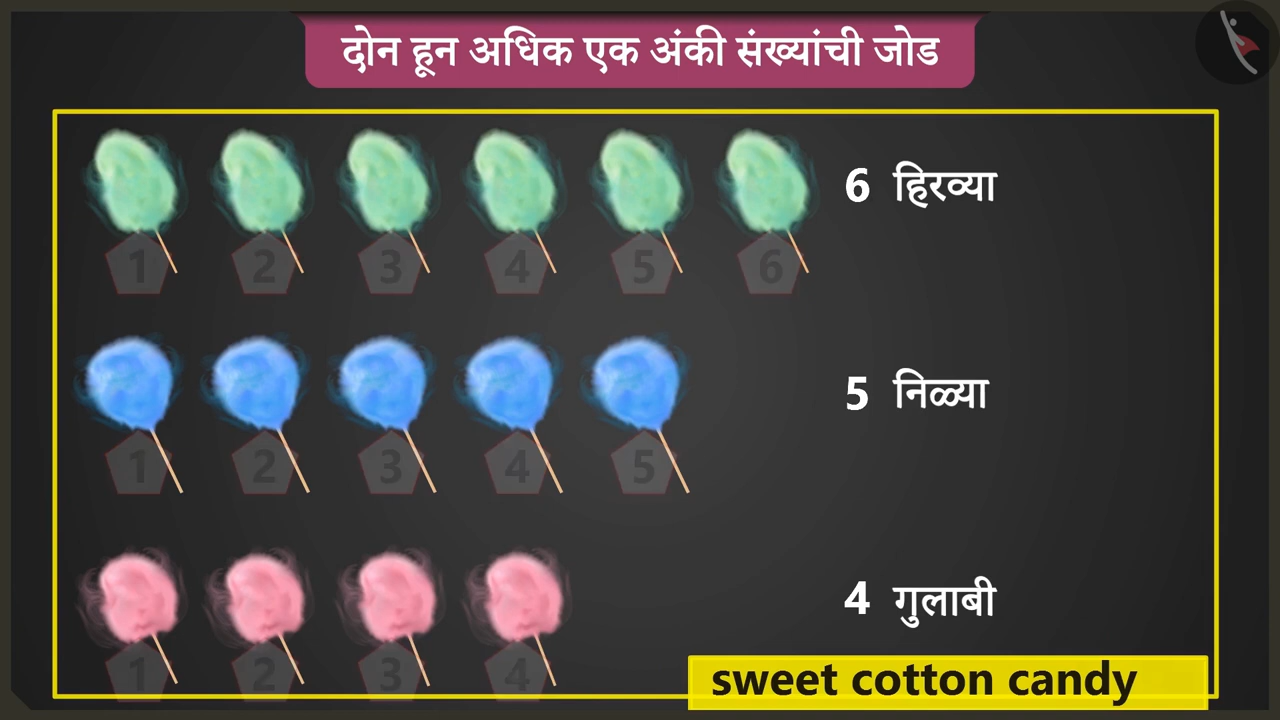 दोन हून अधिक एक अंकी संख्यांची जोड
1 2 3 4 5 6
6 हिरव्या
1 2 3 4 5
5 निळ्या
1 2 3 4
4 गुलाबी
sweet cotton candy